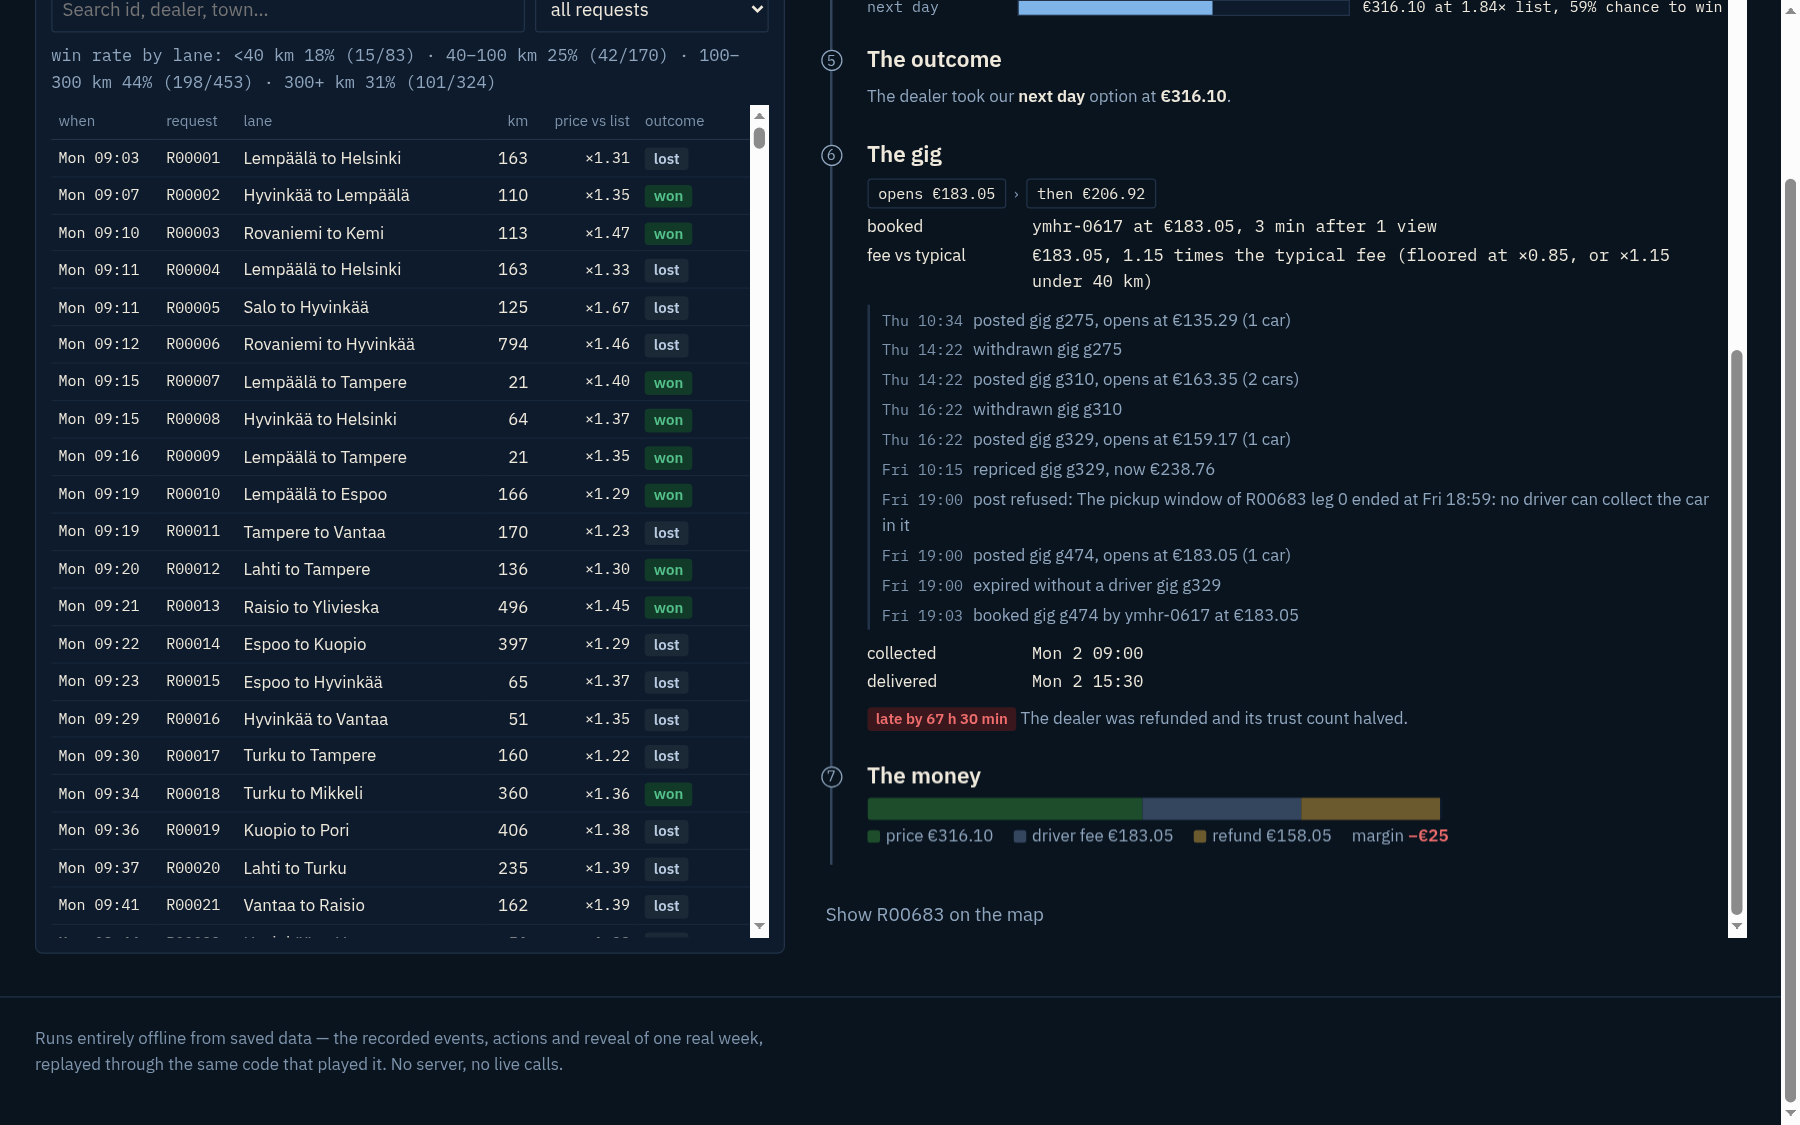 Search id, dealer, town...
all requests
win rate by lane: <40 km 18% (15/83) · 40–100 km 25% (42/170) · 100–
300 km 44% (198/453) · 300+ km 31% (101/324)
when request lane km price vs list outcome
Mon 09:03 R00001 Lempäälä to Helsinki 163 ×1.31 lost
Mon 09:07 R00002 Hyvinkää to Lempäälä 110 ×1.35 won
Mon 09:10 R00003 Rovaniemi to Kemi 113 ×1.47 won
Mon 09:11 R00004 Lempäälä to Helsinki 163 ×1.33 lost
Mon 09:11 R00005 Salo to Hyvinkää 125 ×1.67 lost
Mon 09:12 R00006 Rovaniemi to Hyvinkää 794 ×1.46 lost
Mon 09:15 R00007 Lempäälä to Tampere 21 ×1.40 won
Mon 09:15 R00008 Hyvinkää to Helsinki 64 ×1.37 won
Mon 09:16 R00009 Lempäälä to Tampere 21 ×1.35 won
Mon 09:19 R00010 Lempäälä to Espoo 166 ×1.29 won
Mon 09:19 R00011 Tampere to Vantaa 170 ×1.23 lost
Mon 09:20 R00012 Lahti to Tampere 136 ×1.30 won
Mon 09:21 R00013 Raisio to Ylivieska 496 ×1.45 won
Mon 09:22 R00014 Espoo to Kuopio 397 ×1.29 lost
Mon 09:23 R00015 Espoo to Hyvinkää 65 ×1.37 lost
Mon 09:29 R00016 Hyvinkää to Vantaa 51 ×1.35 lost
Mon 09:30 R00017 Turku to Tampere 160 ×1.22 lost
Mon 09:34 R00018 Turku to Mikkeli 360 ×1.36 won
Mon 09:36 R00019 Kuopio to Pori 406 ×1.38 lost
Mon 09:37 R00020 Lahti to Turku 235 ×1.39 lost
Mon 09:41 R00021 Vantaa to Raisio 162 ×1.39 lost
next day €316.10 at 1.84× list, 59% chance to win
5 The outcome
The dealer took our next day option at €316.10.
6 The gig
opens €183.05 › then €206.92
booked ymhr-0617 at €183.05, 3 min after 1 view
fee vs typical €183.05, 1.15 times the typical fee (floored at ×0.85, or ×1.15
under 40 km)
Thu 10:34 posted gig g275, opens at €135.29 (1 car)
Thu 14:22 withdrawn gig g275
Thu 14:22 posted gig g310, opens at €163.35 (2 cars)
Thu 16:22 withdrawn gig g310
Thu 16:22 posted gig g329, opens at €159.17 (1 car)
Fri 10:15 repriced gig g329, now €238.76
Fri 19:00 post refused: The pickup window of R00683 leg 0 ended at Fri 18:59: no driver can collect the car
in it
Fri 19:00 posted gig g474, opens at €183.05 (1 car)
Fri 19:00 expired without a driver gig g329
Fri 19:03 booked gig g474 by ymhr-0617 at €183.05
collected Mon 2 09:00
delivered Mon 2 15:30
late by 67 h 30 min The dealer was refunded and its trust count halved.
7 The money
price €316.10 driver fee €183.05 refund €158.05 margin −€25
Show R00683 on the map
Runs entirely offline from saved data — the recorded events, actions and reveal of one real week,
replayed through the same code that played it. No server, no live calls.